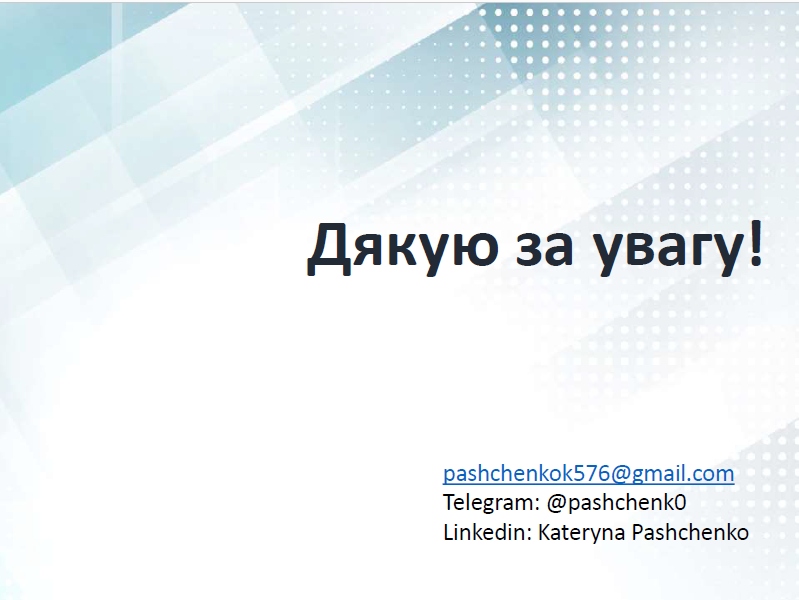 Дякую за увагу!
pashchenkok576@gmail.com
Telegram: @pashchenk0
Linkedin: Kateryna Pashchenko